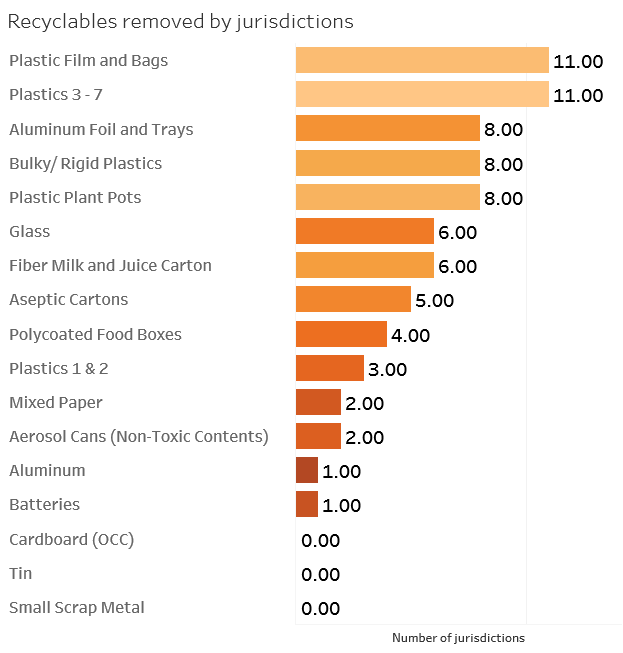 Recyclables removed by jurisdictions
Plastic Film and Bags 11.00
Plastics 3 - 7 11.00
Aluminum Foil and Trays 8.00
Bulky/ Rigid Plastics 8.00
Plastic Plant Pots 8.00
Glass 6.00
Fiber Milk and Juice Carton 6.00
Aseptic Cartons 5.00
Polycoated Food Boxes 4.00
Plastics 1 & 2 3.00
Mixed Paper 2.00
Aerosol Cans (Non-Toxic Contents) 2.00
Aluminum 1.00
Batteries 1.00
Cardboard (OCC) 0.00
Tin 0.00
Small Scrap Metal 0.00
Number of jurisdictions